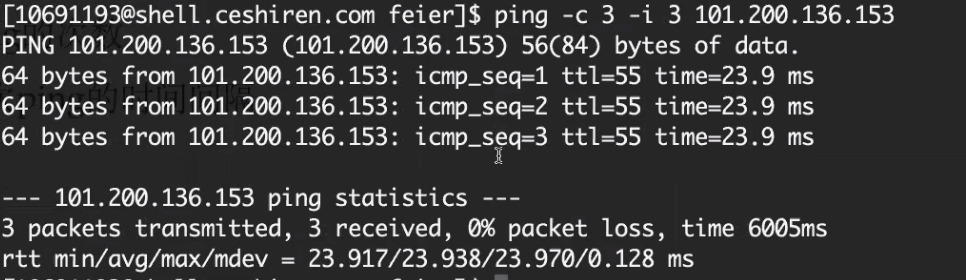 [10691193@shell.ceshiren.com feier]$ ping -c 3 -i 3 101.200.136.153
PING 101.200.136.153 (101.200.136.153) 56(84) bytes of data.
64 bytes from 101.200.136.153: icmp_seq=1 ttl=55 time=23.9 ms
64 bytes from 101.200.136.153: icmp_seq=2 ttl=55 time=23.9 ms
64 bytes from 101.200.136.153: icmp_seq=3 ttl=55 time=23.9 ms
--- 101.200.136.153 ping statistics ---
3 packets transmitted, 3 received, 0% packet loss, time 6005ms
rtt min/avg/max/mdev = 23.917/23.938/23.970/0.128 ms